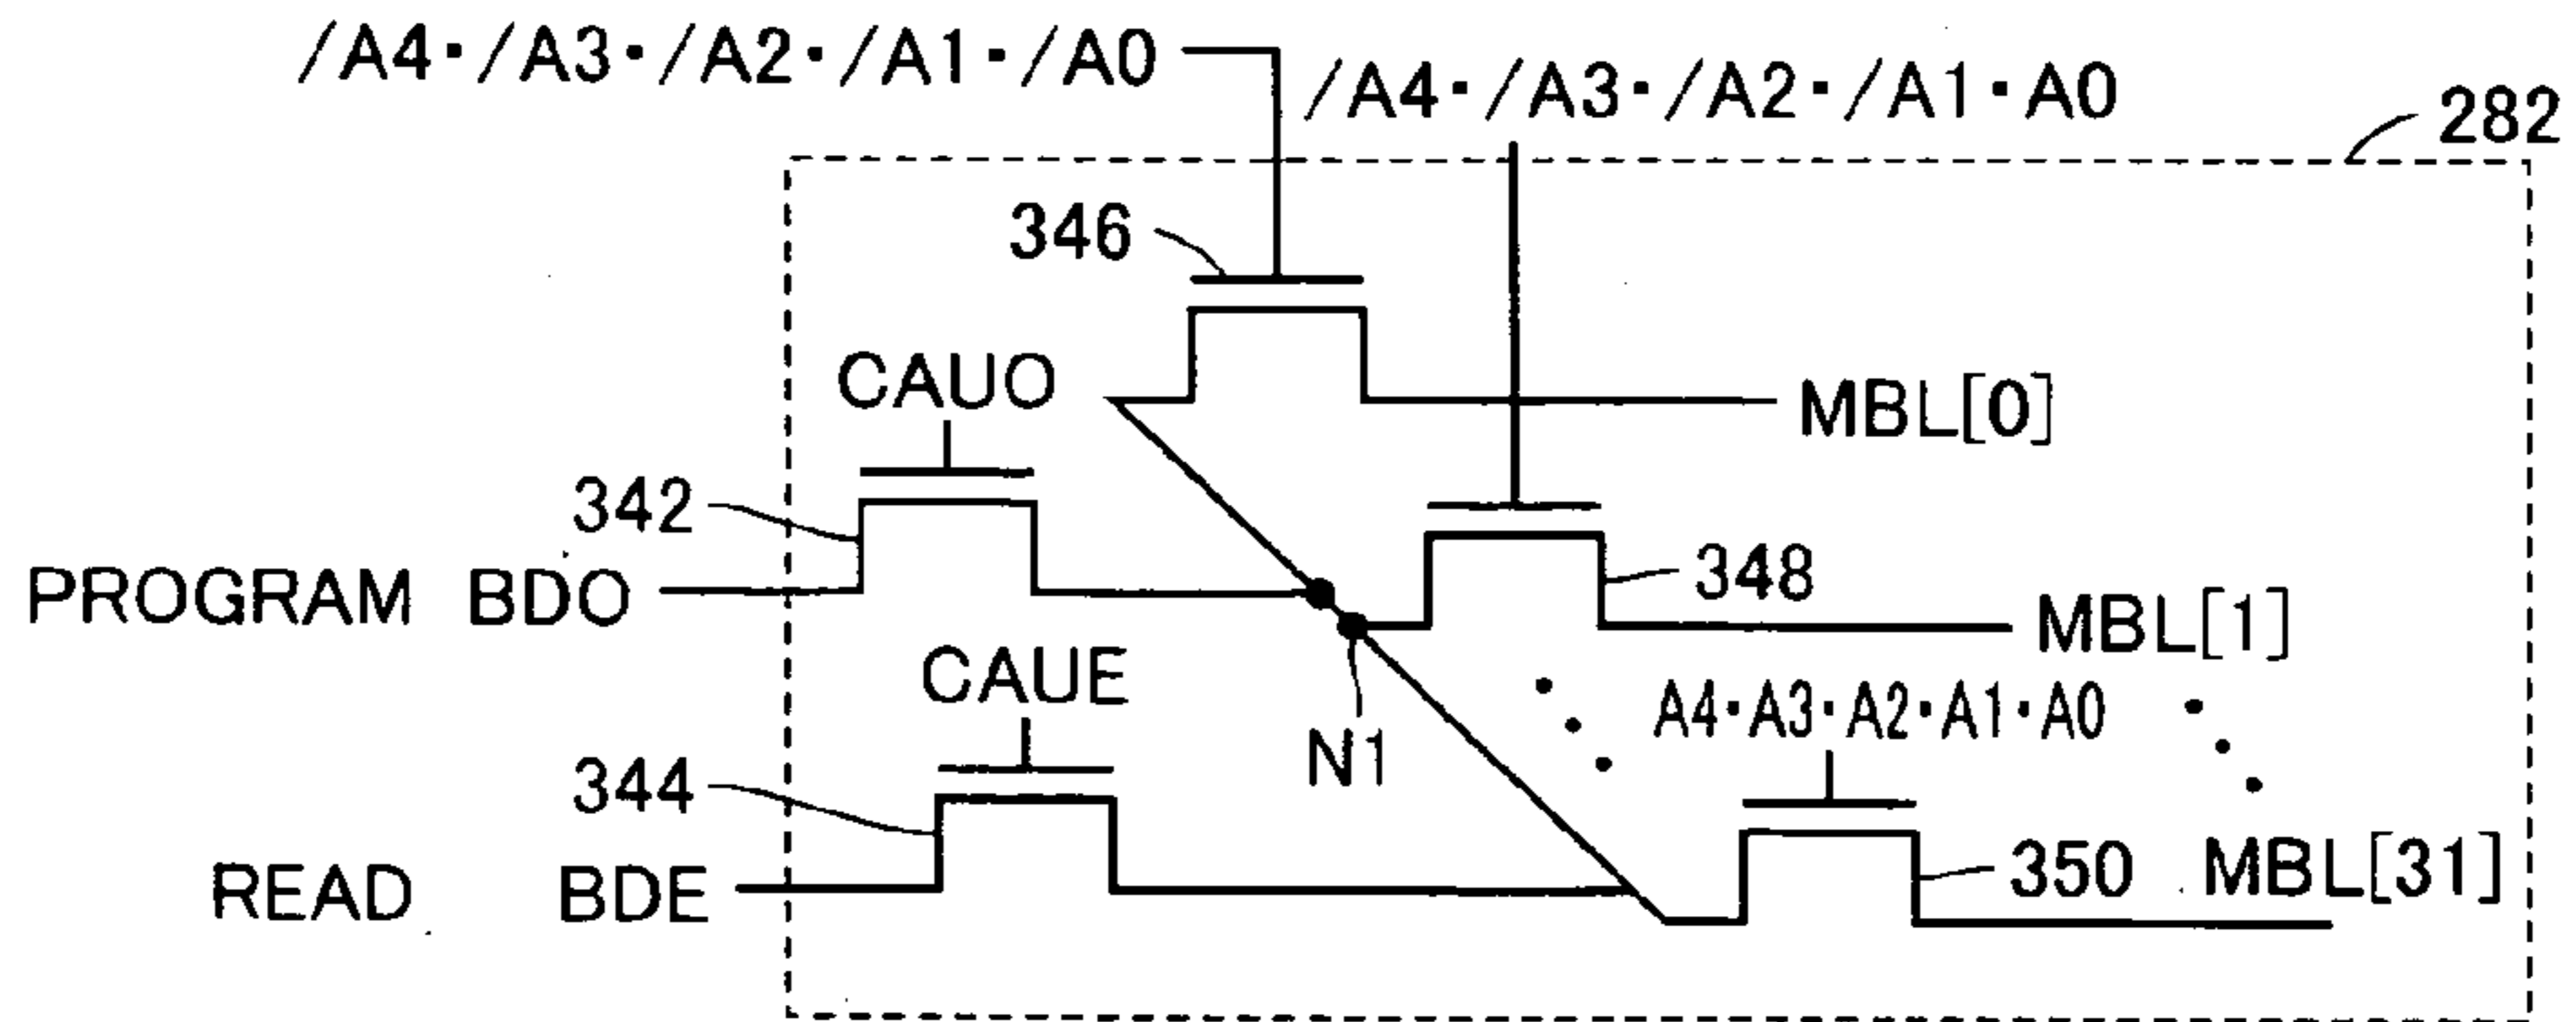 /A4·/A3·/A2·/A1·/A0
/A4·/A3·/A2·/A1·A0
282
346
CAUO
MBL[0]
342
348
PROGRAM BDO
MBL[1]
CAUE
A4·A3·A2·A1·A0
N1
344
350
MBL[31]
READ BDE